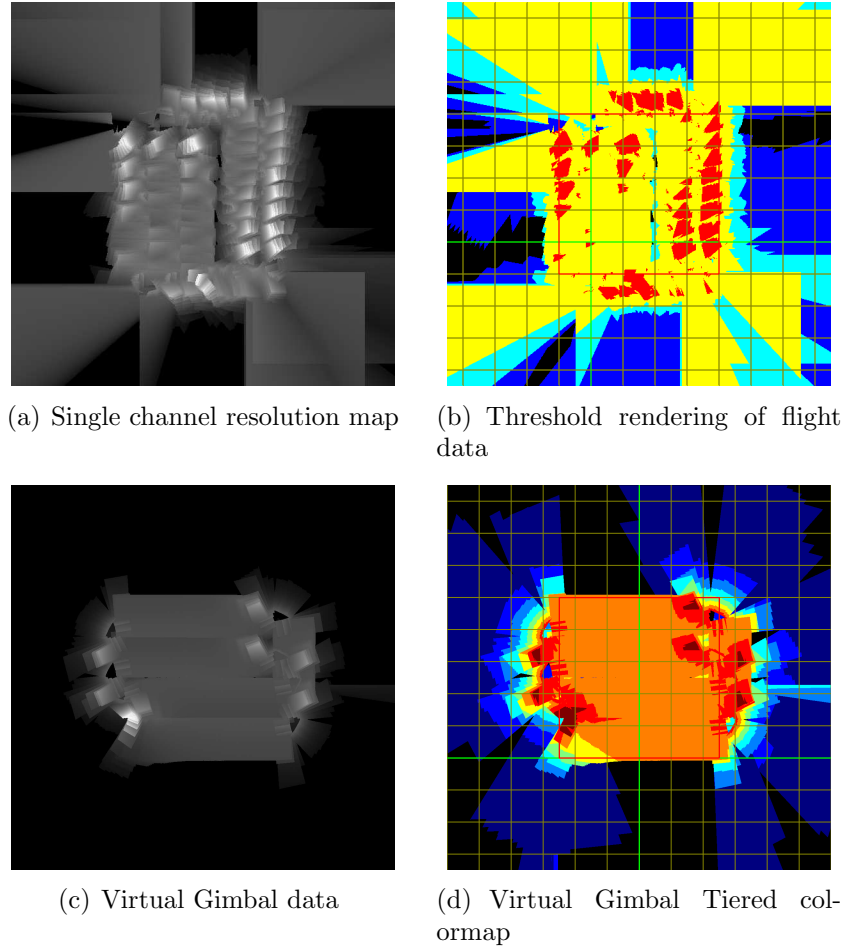 (a) Single channel resolution map
(b) Threshold rendering of flight
data
(c) Virtual Gimbal data
(d) Virtual Gimbal Tiered col-
ormap